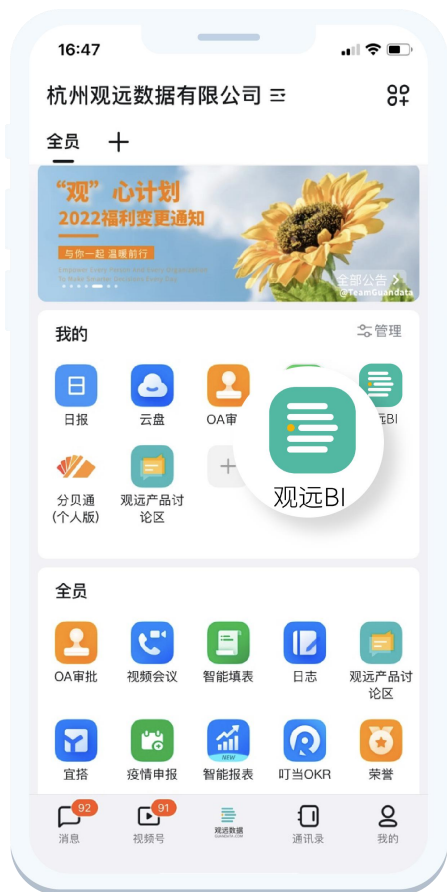 16:47
杭州观远数据有限公司
全员
“观”心计划
2022福利变更通知
与你一起 温暖前行
全部公告
@TeamGuandata
我的
管理
日报
云盘
OA审
远BI
观远BI
分贝通
(个人版)
观远产品讨
论区
全员
OA审批
视频会议
智能填表
日志
观远产品讨
论区
宜搭
疫情申报
NEW
智能报表
叮当OKR
荣誉
92
消息
91
视频号
观远数据
GUANDATA.COM
通讯录
我的